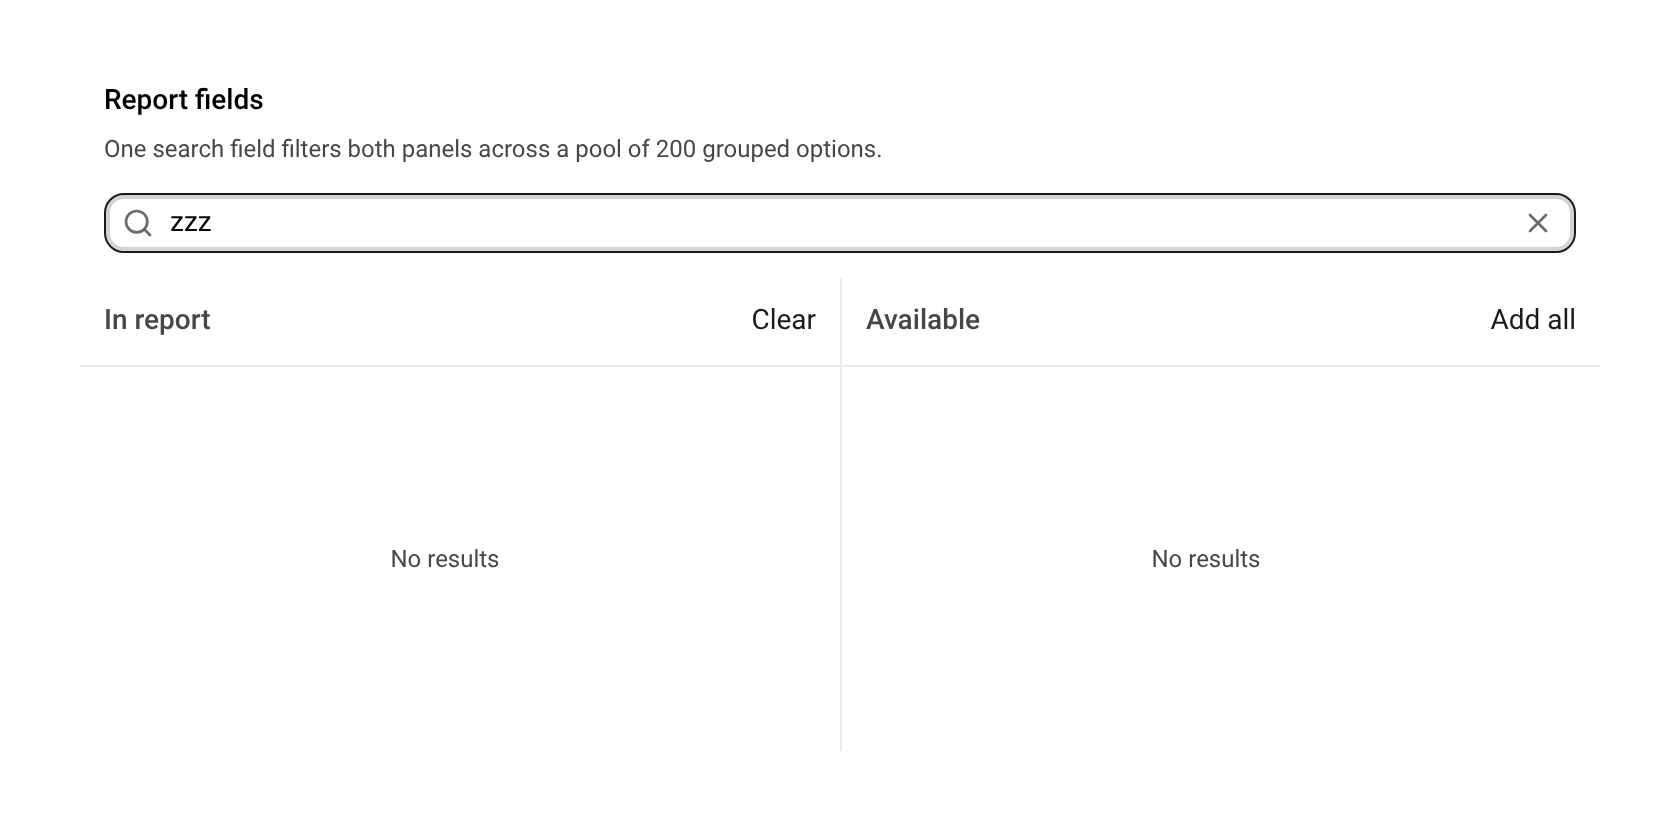 Report fields
One search field filters both panels across a pool of 200 grouped options.
zzz
In report
Clear
Available
Add all
No results
No results